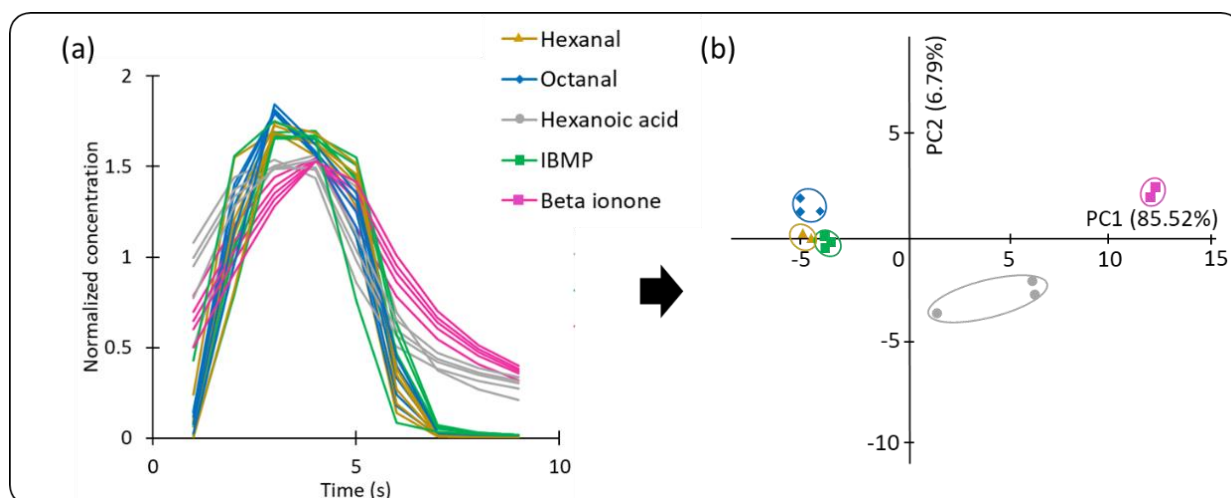 (a)
Normalized concentration
2
1.5
1
0.5
0
0
5
10
Time (s)
Hexanal
Octanal
Hexanoic acid
IBMP
Beta ionone
(b)
PC2 (6.79%)
5
PC1 (85.52%)
-5
0
5
10
15
-5
-10